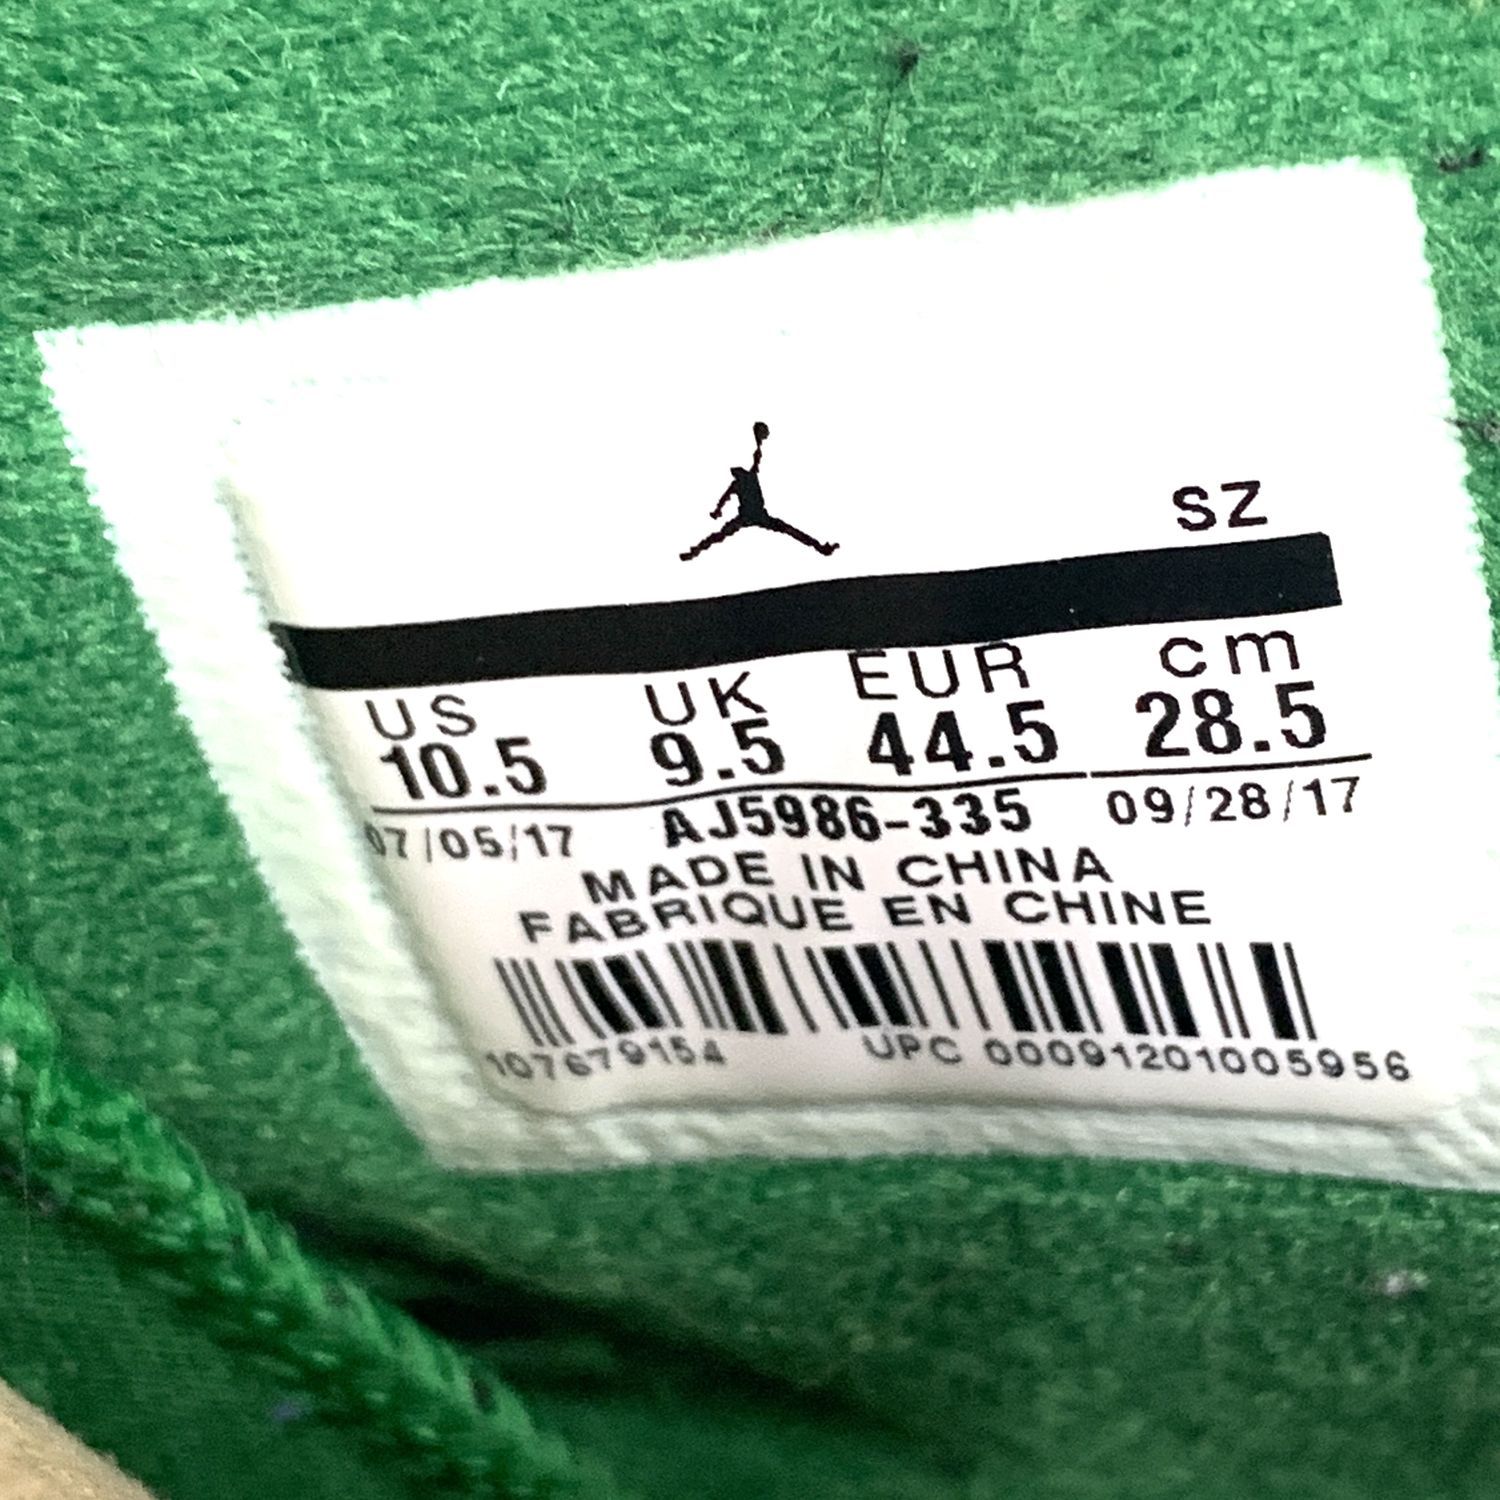 SZ
US UK EUR cm
10.5 9.5 44.5 28.5
07/05/17 AJ5986-335 09/28/17
MADE IN CHINA
FABRIQUE EN CHINE
107679154 UPC 00091201005956